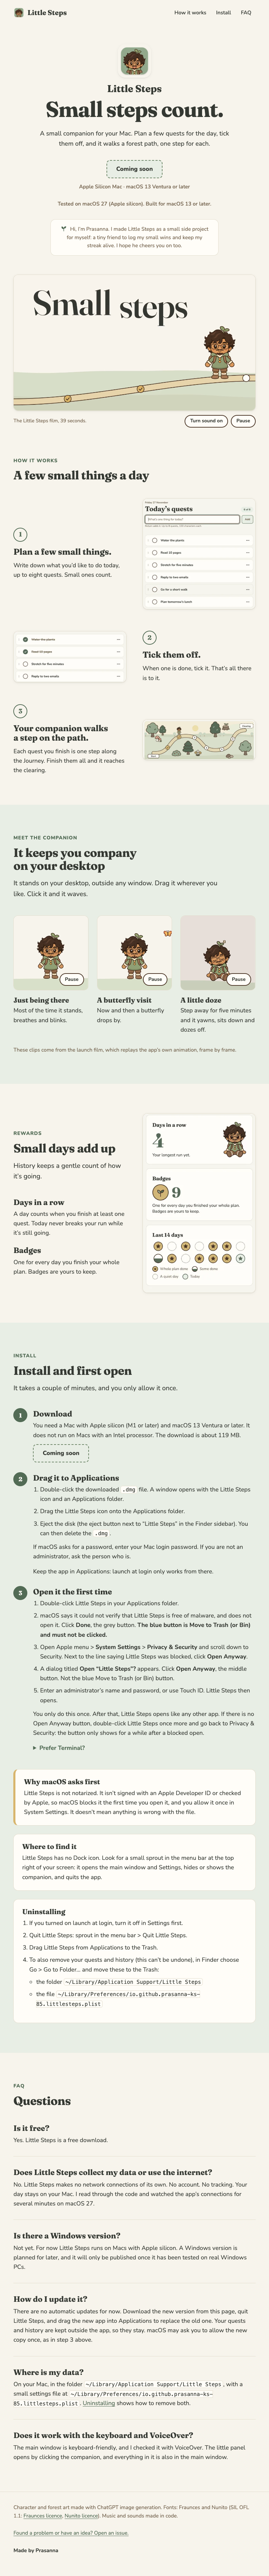 Little Steps
How it works Install FAQ
Little Steps
Small steps count.
A small companion for your Mac. Plan a few quests for the day, tick
them off, and it walks a forest path, one step for each.
Coming soon
Apple Silicon Mac · macOS 13 Ventura or later
Tested on macOS 27 (Apple silicon). Built for macOS 13 or later.
Hi, I'm Prasanna. I made Little Steps as a small side project
for myself: a tiny friend to log my small wins and keep my
streak alive. I hope he cheers you on too.
Small steps
The Little Steps film, 39 seconds.
Turn sound on
Pause
HOW IT WORKS
A few small things a day
1
Plan a few small things.
Write down what you'd like to do today,
up to eight quests. Small ones count.
Today's quests
Water the plants
Read 10 pages
Stretch for five minutes
Reply to two emails
Go for a short walk
Plan tomorrow's lunch
Water the plants
Read 10 pages
Stretch for five minutes
Reply to two emails
2
Tick them off.
When one is done, tick it. That's all there
is to it.
3
Your companion walks
a step on the path.
Each quest you finish is one step along
the Journey. Finish them all and it reaches
the clearing.
MEET THE COMPANION
It keeps you company
on your desktop
It stands on your desktop, outside any window. Drag it wherever you
like. Click it and it waves.
Pause
Pause
Pause
Just being there
Most of the time it stands,
breathes and blinks.
A butterfly visit
Now and then a butterfly
drops by.
A little doze
Step away for five minutes
and it yawns, sits down and
dozes off.
These clips come from the launch film, which replays the app's own animation, frame by frame.
REWARDS
Small days add up
History keeps a gentle count of how
it's going.
Days in a row
A day counts when you finish at least one
quest. Today never breaks your run while
it's still going.
Badges
One for every day you finish your whole
plan. Badges are yours to keep.
Days in a row
4
Your longest run yet.
Badges
9
One for every day you finished your whole plan.
Badges are yours to keep.
Last 14 days
Whole plan done
Some done
A quiet day
Today
INSTALL
Install and first open
It takes a couple of minutes, and you only allow it once.
1
Download
You need a Mac with Apple silicon (M1 or later) and macOS 13 Ventura or later. It
does not run on Macs with an Intel processor. The download is about 119 MB.
Coming soon
2
Drag it to Applications
1. Double-click the downloaded .dmg file. A window opens with the Little Steps
icon and an Applications folder.
2. Drag the Little Steps icon onto the Applications folder.
3. Eject the disk (the eject button next to "Little Steps" in the Finder sidebar). You
can then delete the .dmg.
If macOS asks for a password, enter your Mac login password. If you are not an
administrator, ask the person who is.
Keep the app in Applications: launch at login only works from there.
3
Open it the first time
1. Double-click Little Steps in your Applications folder.
2. macOS says it could not verify that Little Steps is free of malware, and does not
open it. Click Done, the grey button. The blue button is Move to Trash (or Bin)
and must not be clicked.
3. Open Apple menu > System Settings > Privacy & Security and scroll down to
Security. Next to the line saying Little Steps was blocked, click Open Anyway.
4. A dialog titled Open "Little Steps"? appears. Click Open Anyway, the middle
button. Not the blue Move to Trash (or Bin) button.
5. Enter an administrator's name and password, or use Touch ID. Little Steps then
opens.
You only do this once. After that, Little Steps opens like any other app. If there is no
Open Anyway button, double-click Little Steps once more and go back to Privacy &
Security: the button only shows for a while after a blocked open.
Prefer Terminal?
Why macOS asks first
Little Steps is not notarized. It isn't signed with an Apple Developer ID or checked
by Apple, so macOS blocks it the first time you open it, and you allow it once in
System Settings. It doesn't mean anything is wrong with the file.
Where to find it
Little Steps has no Dock icon. Look for a small sprout in the menu bar at the top
right of your screen: it opens the main window and Settings, hides or shows the
companion, and quits the app.
Uninstalling
1. If you turned on launch at login, turn it off in Settings first.
2. Quit Little Steps: sprout in the menu bar > Quit Little Steps.
3. Drag Little Steps from Applications to the Trash.
4. To also remove your quests and history (this can't be undone), in Finder choose
Go > Go to Folder… and move these to the Trash:
the folder ~/Library/Application Support/Little Steps
the file ~/Library/Preferences/io.github.prasanna-ks-
85.littlesteps.plist
FAQ
Questions
Is it free?
Yes. Little Steps is a free download.
Does Little Steps collect my data or use the internet?
No. Little Steps makes no network connections of its own. No account. No tracking. Your
day stays on your Mac. I read through the code and watched the app's connections for
several minutes on macOS 27.
Is there a Windows version?
Not yet. For now Little Steps runs on Macs with Apple silicon. A Windows version is
planned for later, and it will only be published once it has been tested on real Windows
PCs.
How do I update it?
There are no automatic updates for now. Download the new version from this page, quit
Little Steps, and drag the new app into Applications to replace the old one. Your quests
and history are kept outside the app, so they stay. macOS may ask you to allow the new
copy once, as in step 3 above.
Where is my data?
On your Mac, in the folder ~/Library/Application Support/Little Steps, with a
small settings file at ~/Library/Preferences/io.github.prasanna-ks-
85.littlesteps.plist. Uninstalling shows how to remove both.
Does it work with the keyboard and VoiceOver?
The main window is keyboard-friendly, and I checked it with VoiceOver. The little panel
opens by clicking the companion, and everything in it is also in the main window.
Character and forest art made with ChatGPT image generation. Fonts: Fraunces and Nunito (SIL OFL
1.1: Fraunces licence, Nunito licence). Music and sounds made in code.
Found a problem or have an idea? Open an issue.
Made by Prasanna